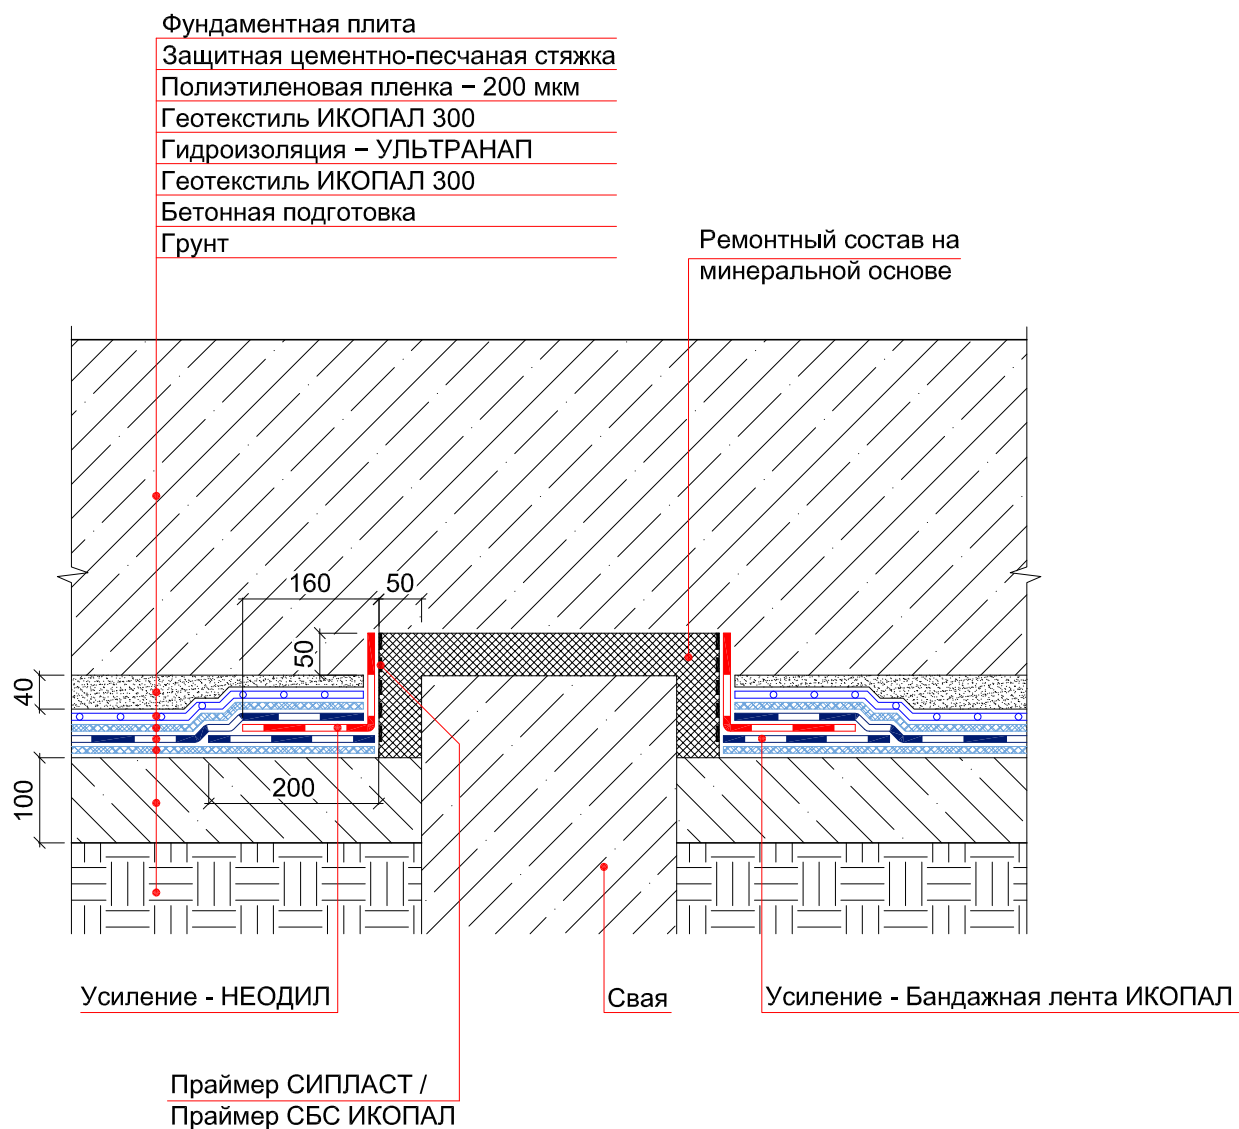 Фундаментная плита
Защитная цементно-песчаная стяжка
Полиэтиленовая пленка – 200 мкм
Геотекстиль ИКОПАЛ 300
Гидроизоляция – УЛЬТРАНАП
Геотекстиль ИКОПАЛ 300
Бетонная подготовка
Грунт
Ремонтный состав на
минеральной основе
160
50
50
40
100
200
Усиление - НЕОДИЛ
Свая
Усиление - Бандажная лента ИКОПАЛ
Праймер СИПЛАСТ /
Праймер СБС ИКОПАЛ